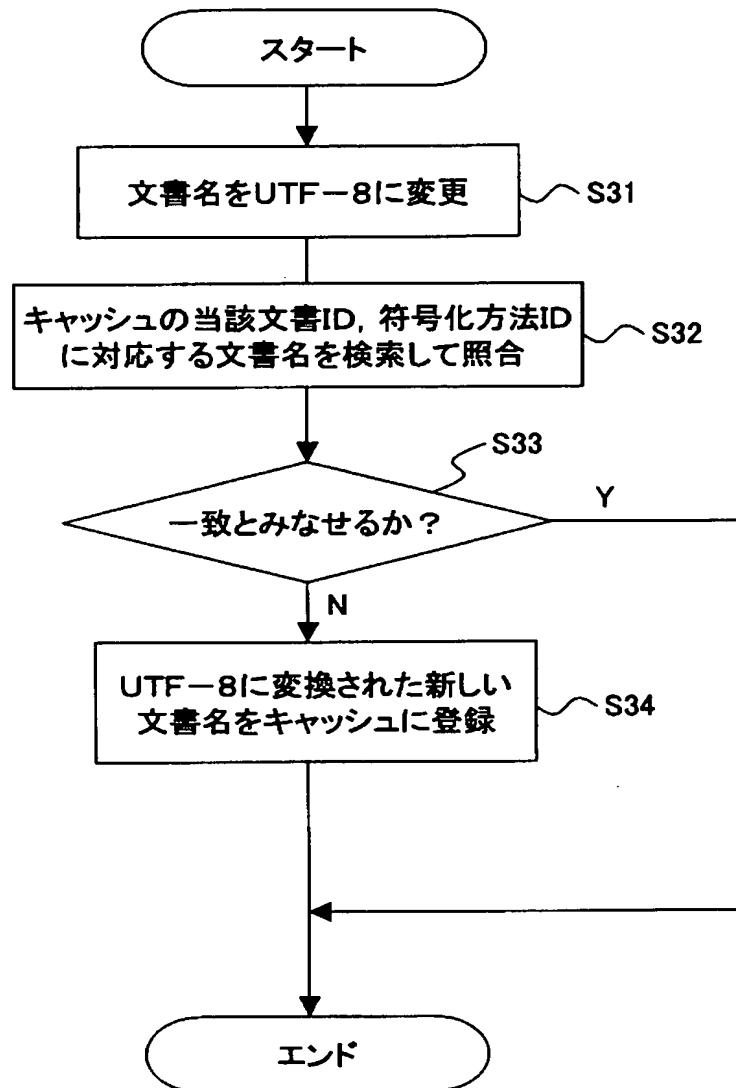 スタート
文書名をUTF－8に変更
S31
キャッシュの当該文書ID, 符号化方法ID
に対応する文書名を検索して照合
S32
S33
一致とみなせるか？
Y
N
UTF－8に変換された新しい
文書名をキャッシュに登録
S34
エンド